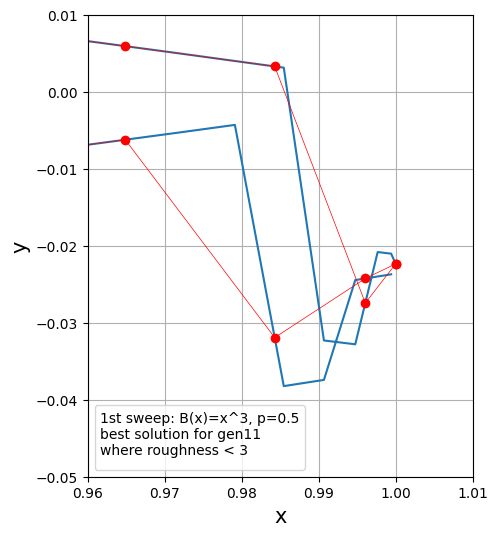 0.01
0.00
−0.01
−0.02
−0.03
−0.04
−0.05
y
1st sweep: B(x)=x^3, p=0.5
best solution for gen11
where roughness < 3
0.96 0.97 0.98 0.99 1.00 1.01
x